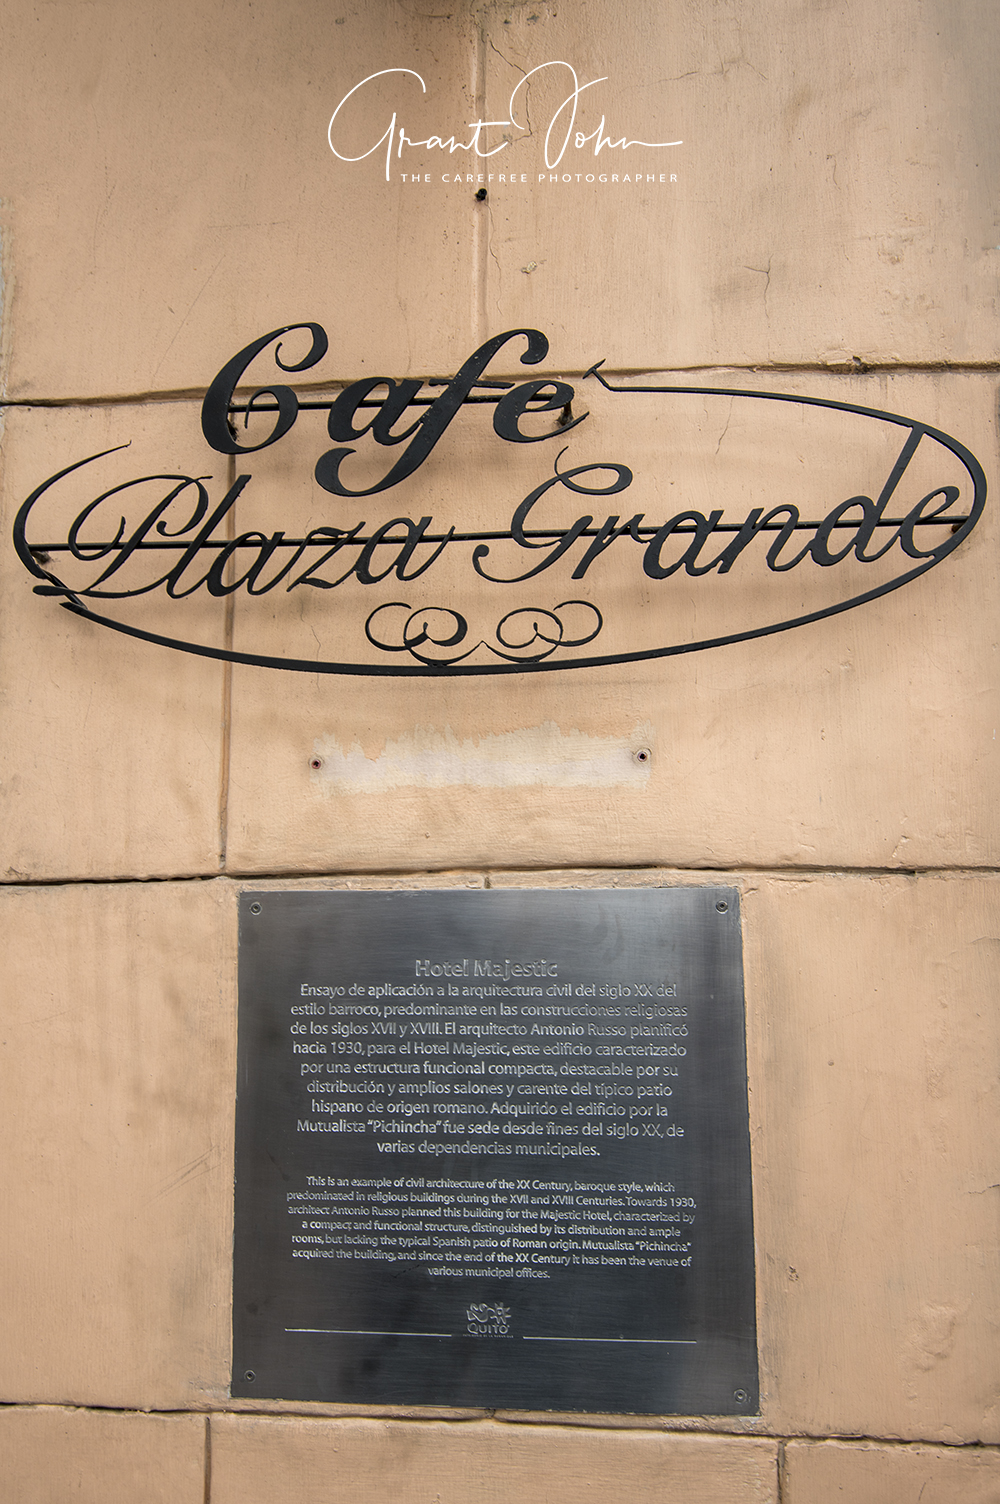 Grant John
THE CAREFREE PHOTOGRAPHER
Café
Plaza Grande
Hotel Majestic
Ensayo de aplicación a la arquitectura civil del siglo XX del
estilo barroco, predominante en las construcciones religiosas
de los siglos XVII y XVIII. El arquitecto Antonio Russo planificó
hacia 1930, para el Hotel Majestic, este edificio caracterizado
por una estructura funcional compacta, destacable por su
distribución y amplios salones y carente del típico patio
hispano de origen romano. Adquirido el edificio por la
Mutualista "Pichincha" fue sede desde fines del siglo XX, de
varias dependencias municipales.
This is an example of civil architecture of the XX Century, baroque style, which
predominated in religious buildings during the XVII and XVIII Centuries. Towards 1930,
architect Antonio Russo planned this building for the Majestic Hotel, characterized by
a compact and functional structure, distinguished by its distribution and ample
rooms, but lacking the typical Spanish patio of Roman origin. Mutualista "Pichincha"
acquired the building, and since the end of the XX Century it has been the venue of
various municipal offices.
QUITO